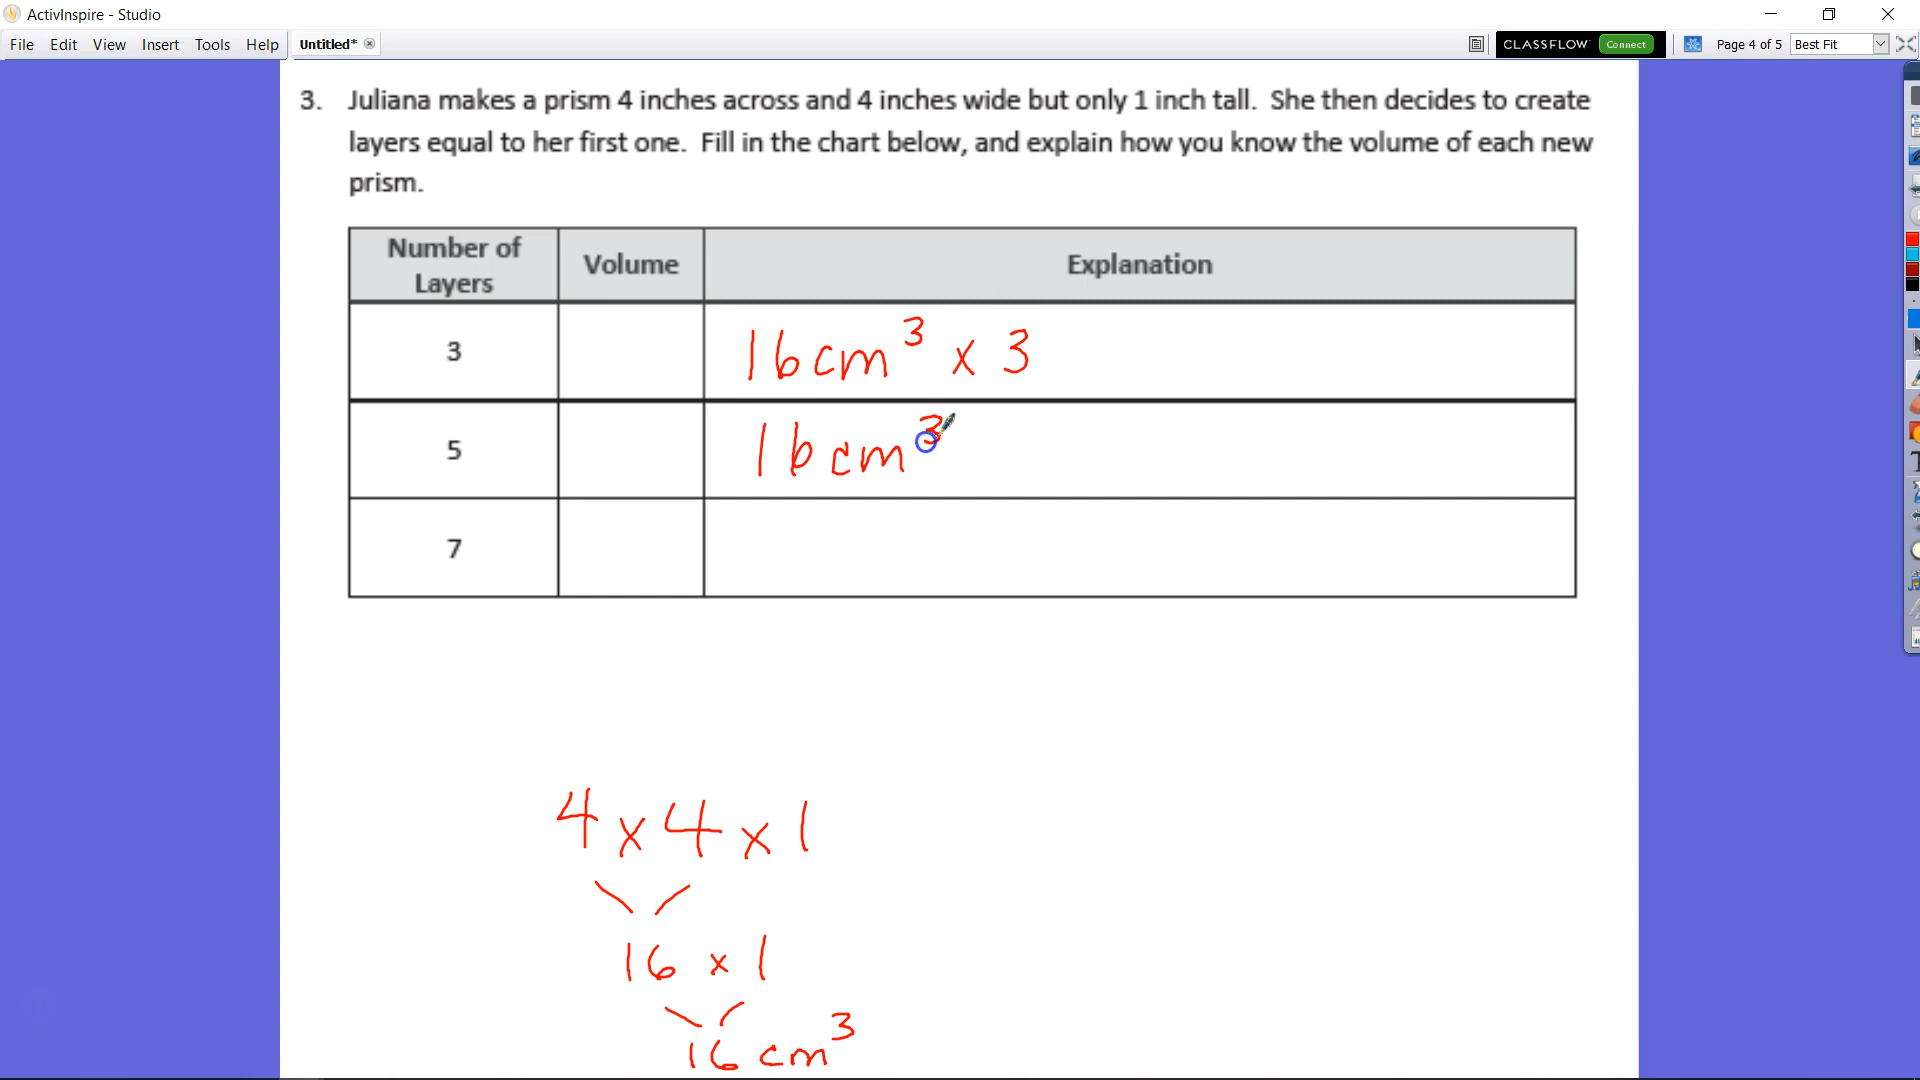 ActivInspire - Studio
File Edit View Insert Tools Help Untitled* CLASSFLOW Connect Page 4 of 5 Best Fit
3. Juliana makes a prism 4 inches across and 4 inches wide but only 1 inch tall. She then decides to create
layers equal to her first one. Fill in the chart below, and explain how you know the volume of each new
prism.
Number of
Layers
Volume
Explanation
3
16cm³ x 3
5
16cm³
7
4 x 4 x 1
16 x 1
16 cm³